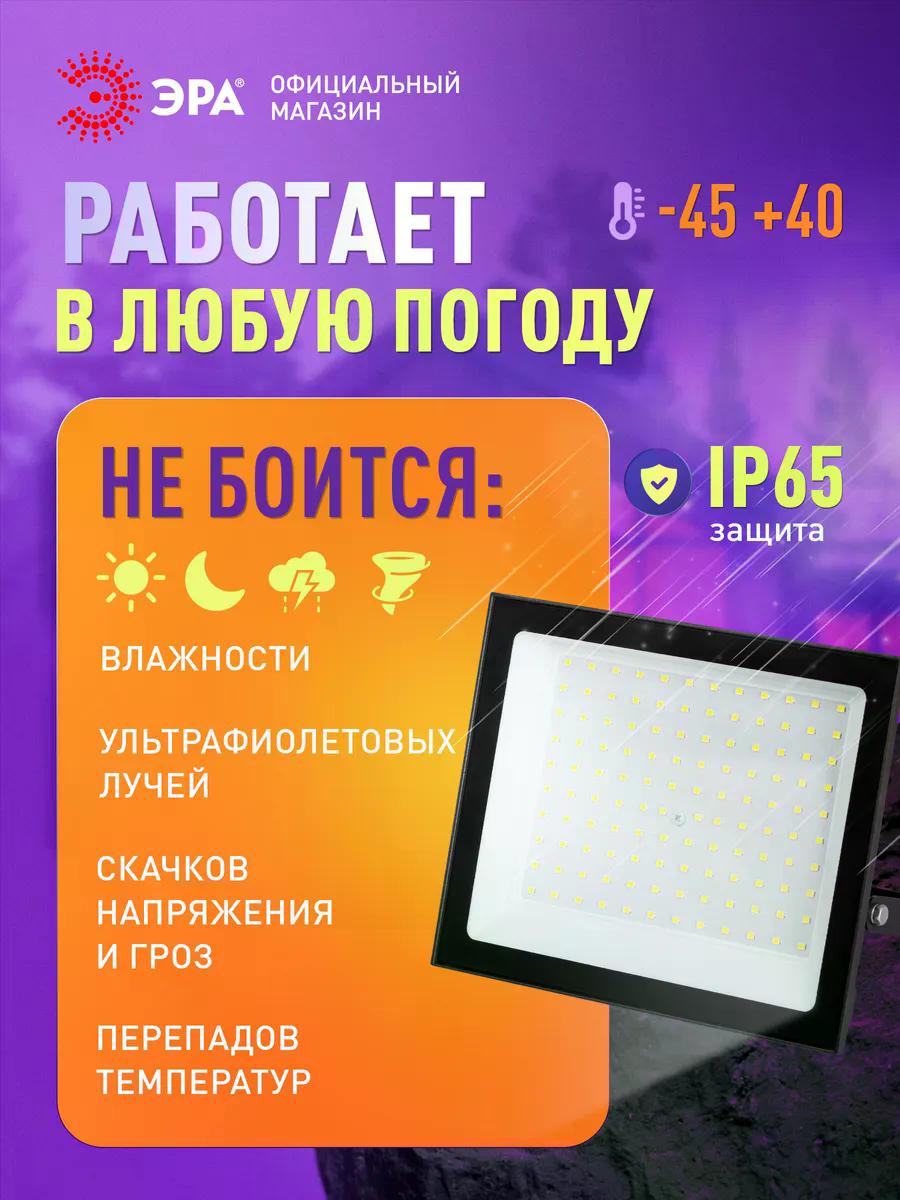 ЭРА®
ОФИЦИАЛЬНЫЙ
МАГАЗИН
РАБОТАЕТ
-45 +40
В ЛЮБУЮ ПОГОДУ
НЕ БОИТСЯ:
IP65
защита
ВЛАЖНОСТИ
УЛЬТРАФИОЛЕТОВЫХ
ЛУЧЕЙ
СКАЧКОВ
НАПРЯЖЕНИЯ
И ГРОЗ
ПЕРЕПАДОВ
ТЕМПЕРАТУР